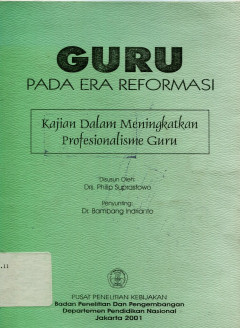 GURU
PADA ERA REFORMASI
Kajian Dalam Meningkatkan
Profesionalisme Guru
Disusun Oleh:
Drs. Philip Suprastowo
Penyunting:
Dr. Bambang Indriarito
PUSAT PENELITIAN KEBIJAKAN
Badan Penelitian Dan Pengembangan
Departemen Pendidikan Nasional
Jakarta 2001